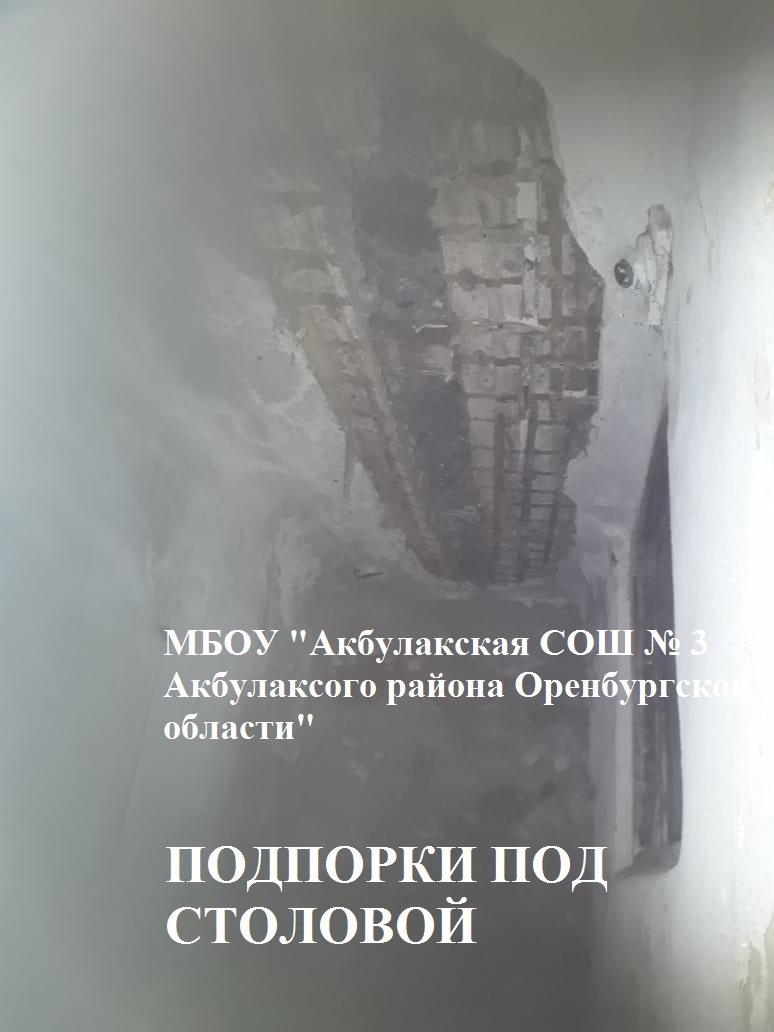 МБОУ "Акбулакская СОШ № 3
Акбулаксого района Оренбургской
области"
ПОДПОРКИ ПОД
СТОЛОВОЙ